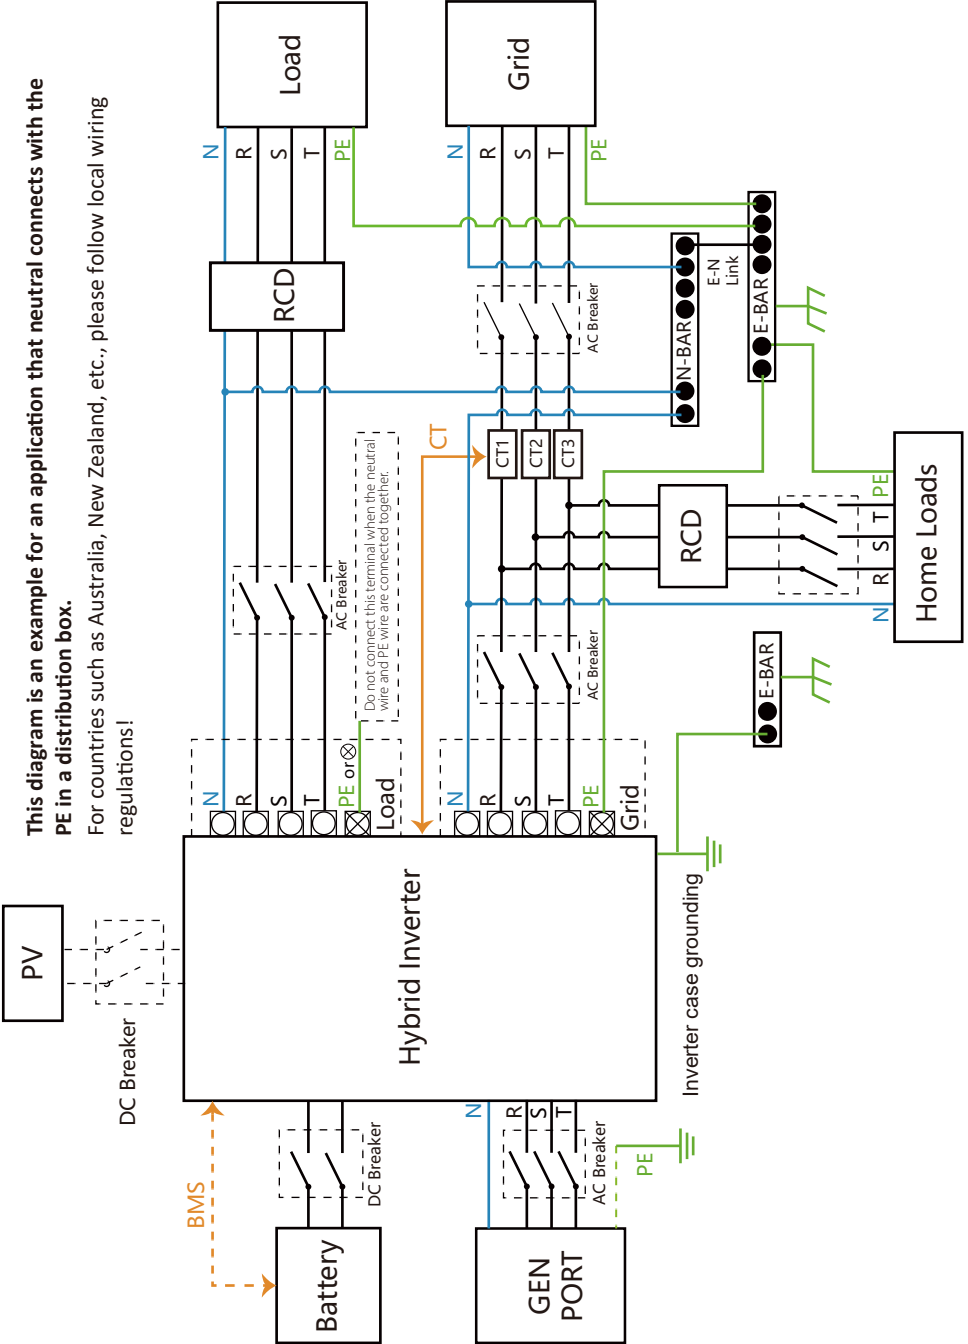 This diagram is an example for an application that neutral connects with the
PE in a distribution box.
For countries such as Australia, New Zealand, etc., please follow local wiring
regulations!
PV
DC Breaker
BMS
Battery
DC Breaker
Hybrid Inverter
GEN
PORT
N
R
S
T
AC Breaker
PE
Inverter case grounding
N
R
S
T
PE or
Load
Do not connect this terminal when the neutral
wire and PE wire are connected together.
AC Breaker
RCD
N
R
S
T
PE
Load
CT
N
R
S
T
PE
Grid
AC Breaker
CT1
CT2
CT3
AC Breaker
N
R
S
T
PE
Grid
N-BAR
E-N
Link
E-BAR
RCD
N
R
S
T
PE
Home Loads
E-BAR